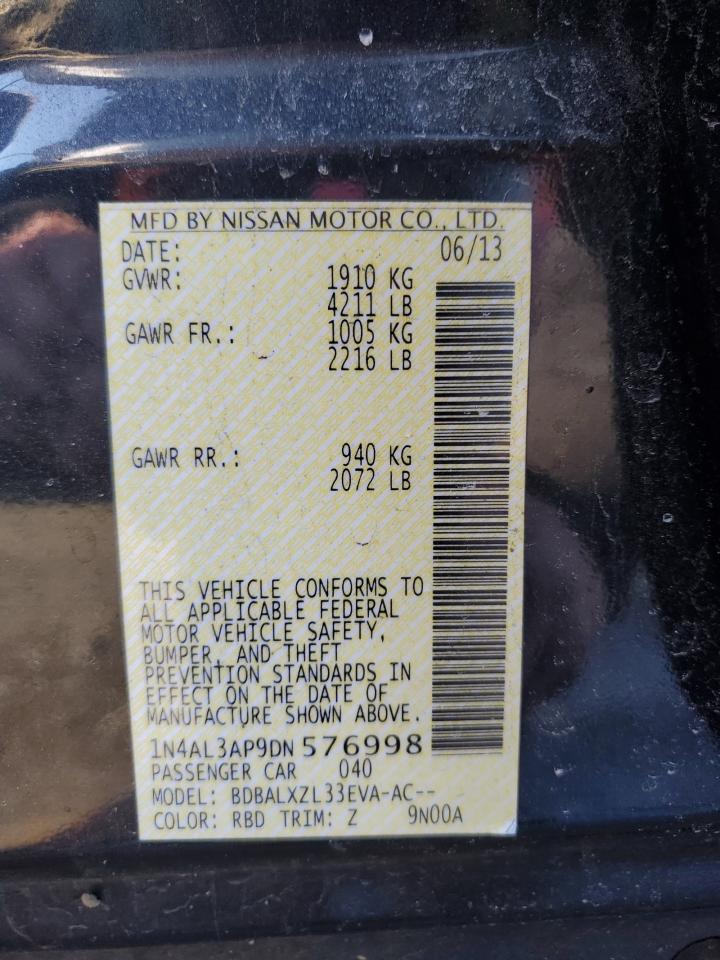 MFD BY NISSAN MOTOR CO., LTD.
DATE: 06/13
GVWR: 1910 KG
4211 LB
GAWR FR.: 1005 KG
2216 LB
GAWR RR.: 940 KG
2072 LB
THIS VEHICLE CONFORMS TO
ALL APPLICABLE FEDERAL
MOTOR VEHICLE SAFETY,
BUMPER, AND THEFT
PREVENTION STANDARDS IN
EFFECT ON THE DATE OF
MANUFACTURE SHOWN ABOVE.
1N4AL3AP9DN 576998
PASSENGER CAR 040
MODEL: BDBALXZL33EVA-AC--
COLOR: RBD TRIM: Z 9N00A